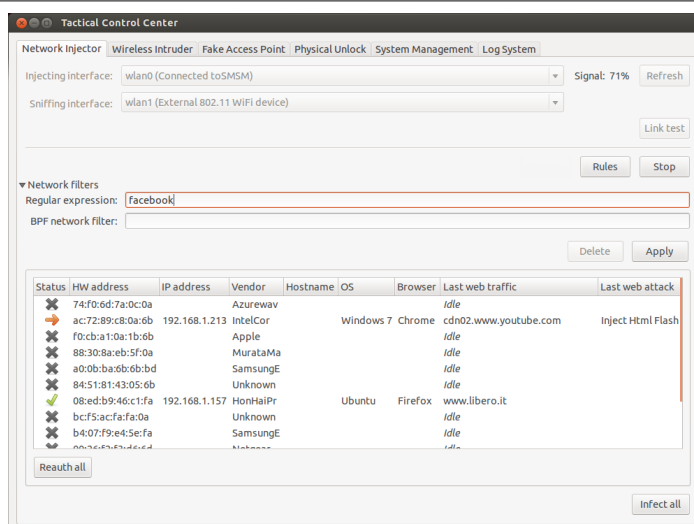 Tactical Control Center
Network Injector Wireless Intruder Fake Access Point Physical Unlock System Management Log System
Injecting interface: wlan0 (Connected toSMSM) Signal: 71% Refresh
Sniffing interface: wlan1 (External 802.11 WiFi device)
Link test
Rules Stop
Network filters
Regular expression: facebook
BPF network filter:
Delete Apply
Status HW address IP address Vendor Hostname OS Browser Last web traffic Last web attack
74:f0:6d:7a:0c:0a Azurewav Idle
ac:72:89:c8:0a:6b 192.168.1.213 IntelCor Windows 7 Chrome cdn02.www.youtube.com Inject Html Flash
f0:cb:a1:0a:1b:6b Apple Idle
88:30:8a:eb:5f:0a MurataMa Idle
a0:0b:ba:6b:6b:bd SamsungE Idle
84:51:81:43:05:6b Unknown Idle
08:ed:b9:46:c1:fa 192.168.1.157 HonHaiPr Ubuntu Firefox www.libero.it
bc:f5:ac:fa:fa:0a Unknown Idle
b4:07:f9:e4:5e:fa SamsungE Idle
Reauth all
Infect all